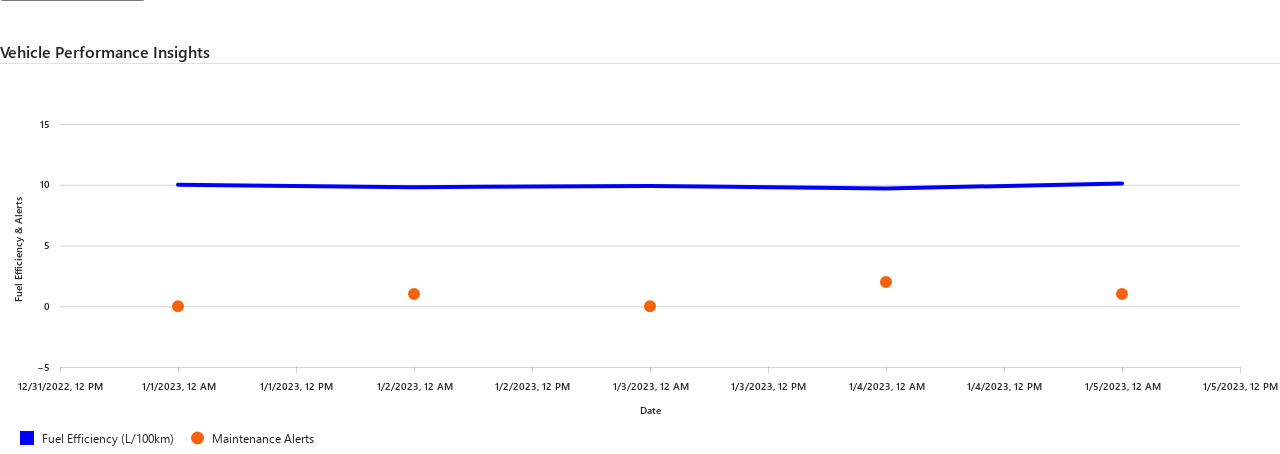 Vehicle Performance Insights
15
10
5
0
−5
Fuel Efficiency & Alerts
12/31/2022, 12 PM 1/1/2023, 12 AM 1/1/2023, 12 PM 1/2/2023, 12 AM 1/2/2023, 12 PM 1/3/2023, 12 AM 1/3/2023, 12 PM 1/4/2023, 12 AM 1/4/2023, 12 PM 1/5/2023, 12 AM 1/5/2023, 12 PM
Date
Fuel Efficiency (L/100km) Maintenance Alerts